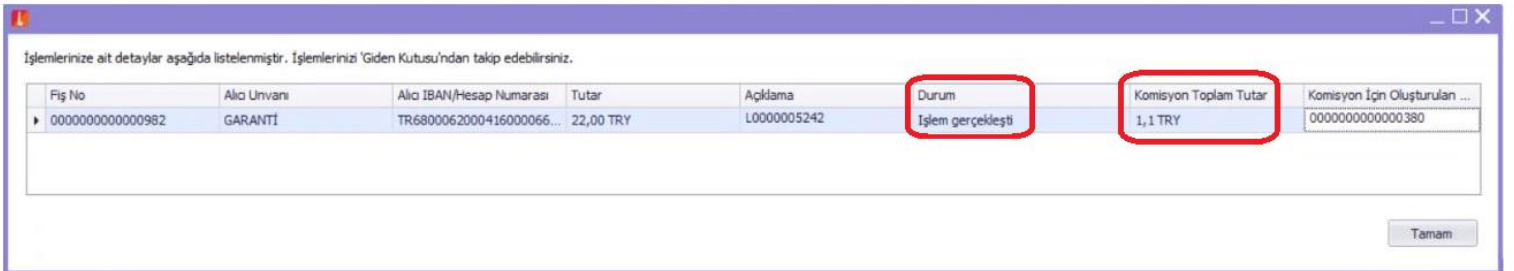 İşlemlerinize ait detaylar aşağıda listelenmiştir. İşlemlerinizi 'Giden Kutusu'ndan takip edebilirsiniz.
Fiş No Alıcı Unvanı Alıcı IBAN/Hesap Numarası Tutar Açıklama Durum Komisyon Toplam Tutar Komisyon İçin Oluşturulan ...
0000000000000982 GARANTİ TR6800062000416000066... 22,00 TRY L0000005242 İşlem gerçekleşti 1,1 TRY 0000000000000380
Tamam